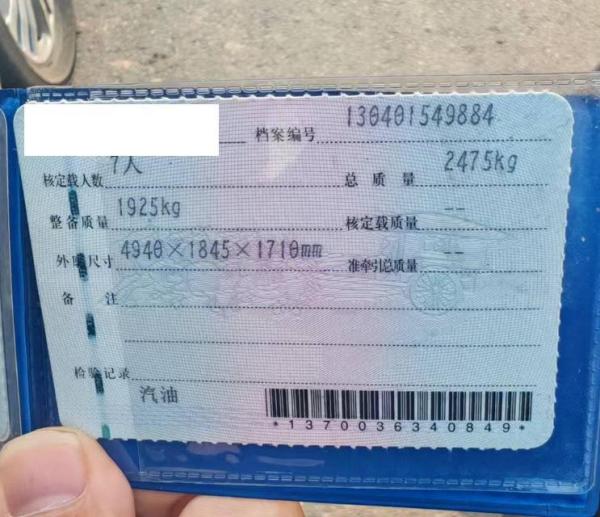 档案编号 130401549884
核定载人数 7人 总质量 2475kg
整备质量 1925kg 核定载质量 --
外廓尺寸 4940×1845×1710mm 准牵引总质量 --
备注
检验记录
汽油
*1370036340849*